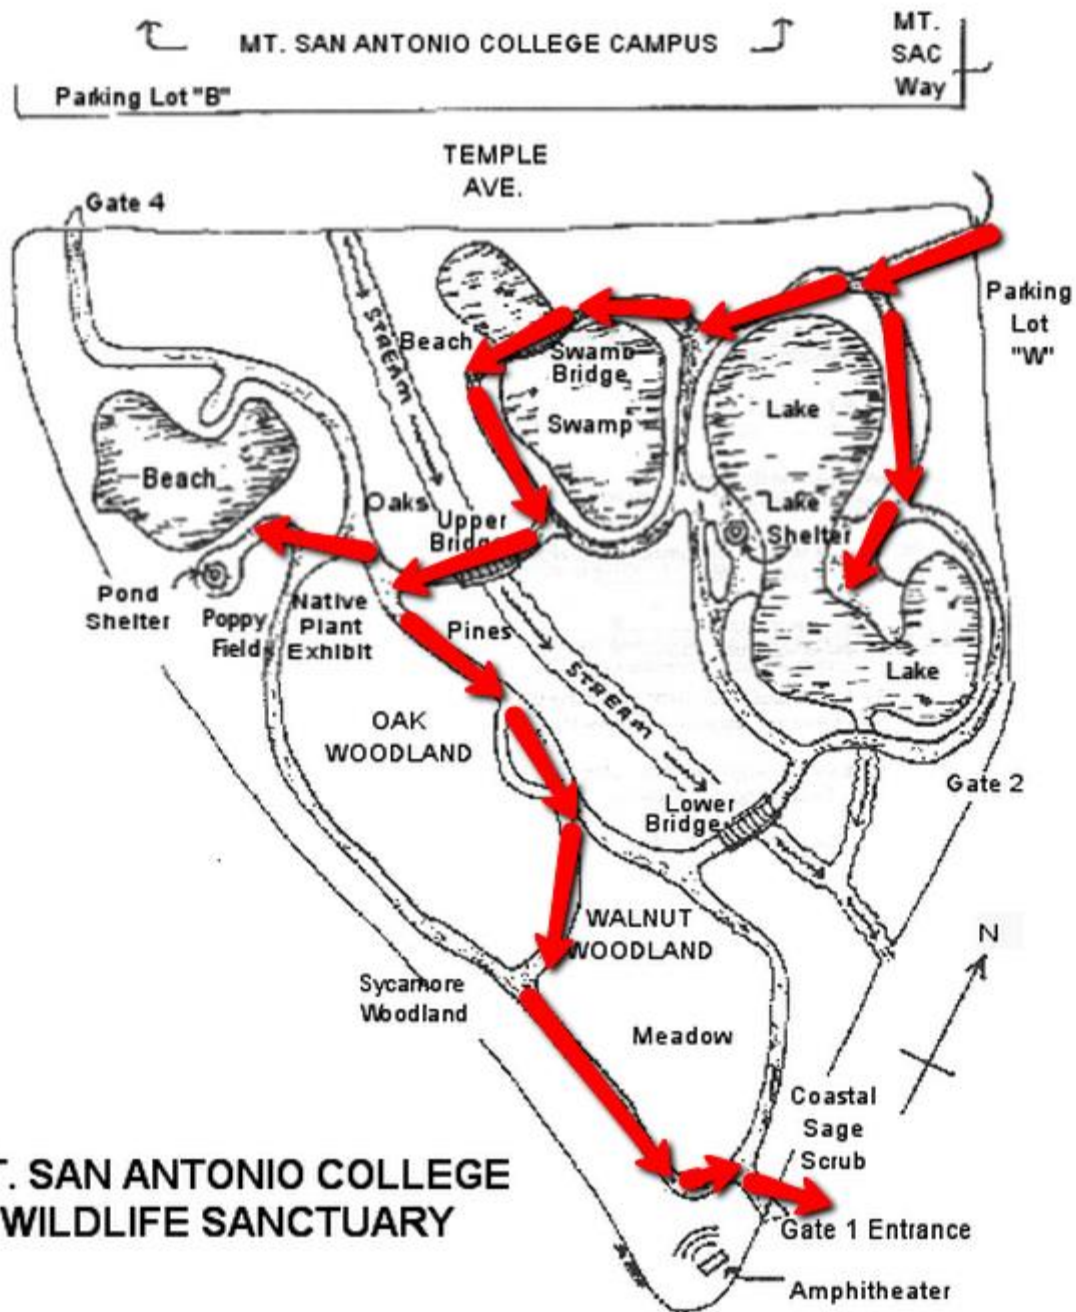 MT. SAN ANTONIO COLLEGE CAMPUS
MT.
SAC
Way
Parking Lot "B"
TEMPLE
AVE.
Gate 4
Parking
Lot
"W"
STREAM
Beach
Swamp
Bridge
Swamp
Lake
Beach
Oaks
Upper
Bridge
Lake
Shelter
Pond
Shelter
Poppy
Field
Native
Plant
Exhibit
Pines
STREAM
Lake
OAK
WOODLAND
Gate 2
Lower
Bridge
WALNUT
WOODLAND
N
Sycamore
Woodland
Meadow
Coastal
Sage
Scrub
T. SAN ANTONIO COLLEGE
WILDLIFE SANCTUARY
Gate 1 Entrance
Amphitheater